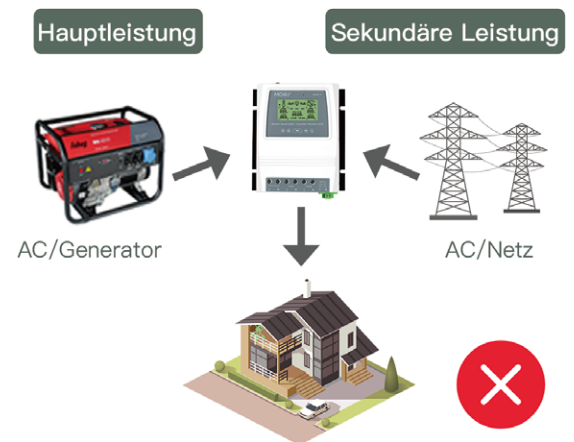 Hauptleistung
Sekundäre Leistung
AC/Generator
AC/Netz